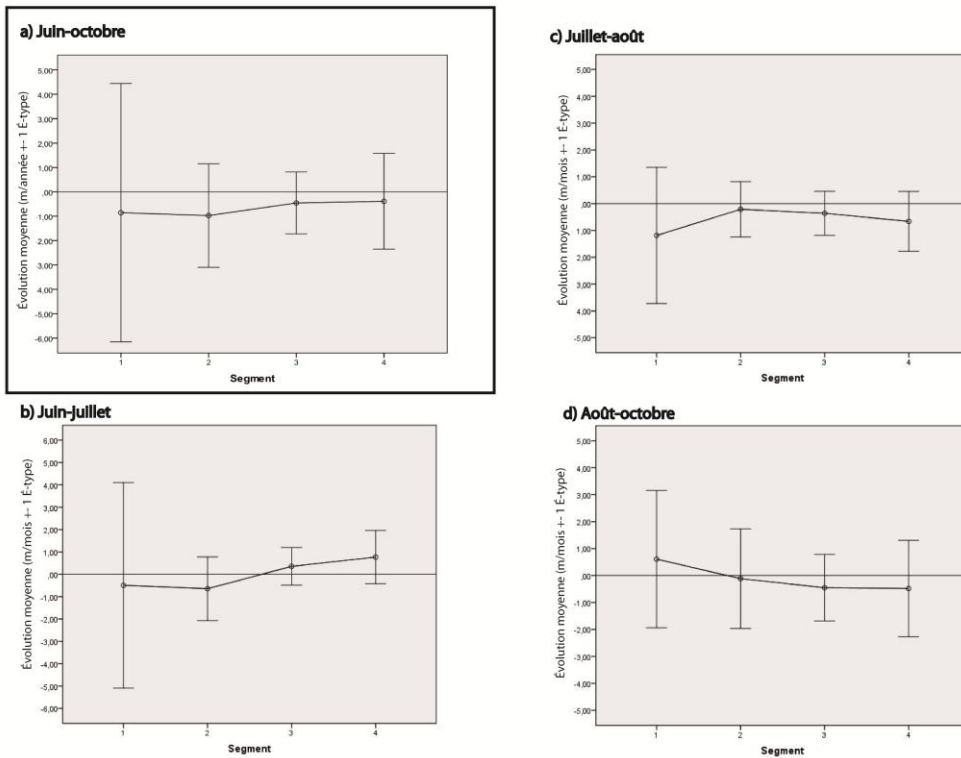 a) Juin-octobre
Évolution moyenne (m/année +- 1 É-type)
5,00
4,00
3,00
2,00
1,00
,00
-1,00
-2,00
-3,00
-4,00
-5,00
-6,00
1 2 3 4
Segment
c) Juillet-août
Évolution moyenne (m/mois +- 1 É-type)
5,00
4,00
3,00
2,00
1,00
,00
1,00
2,00
3,00
4,00
-5,00
1 2 3 4
Segment
b) Juin-juillet
Évolution moyenne (m/mois +- 1 É-type)
6,00
5,00
4,00
3,00
2,00
1,00
,00
-1,00
-2,00
-3,00
-4,00
-5,00
-6,00
1 2 3 4
Segment
d) Août-octobre
Évolution moyenne (m/mois +- 1 É-type)
5,00
4,00
3,00
2,00
1,00
,00
-1,00
-2,00
-3,00
-4,00
-5,00
1 2 3 4
Segment